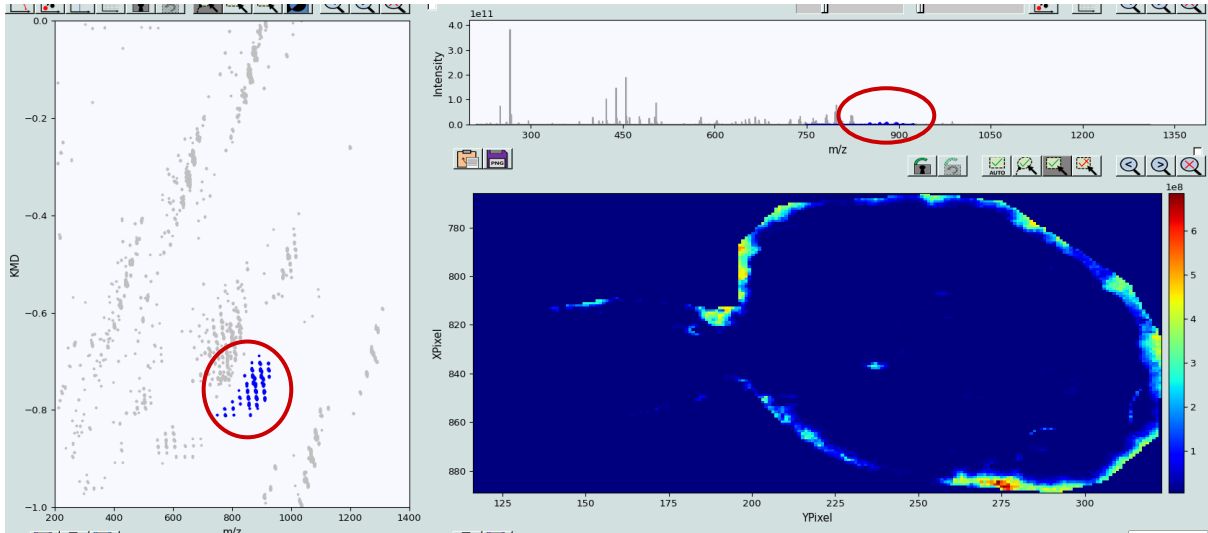 0.0
−0.2
−0.4
−0.6
−0.8
−1.0
KMD
200 400 600 800 1000 1200 1400
m/z
1e11
4.0
3.0
2.0
1.0
0.0
Intensity
300 450 600 750 900 1050 1200 1350
m/z
PNG
AUTO
780
800
820
840
860
880
XPixel
125 150 175 200 225 250 275 300
YPixel
1e8
6
5
4
3
2
1